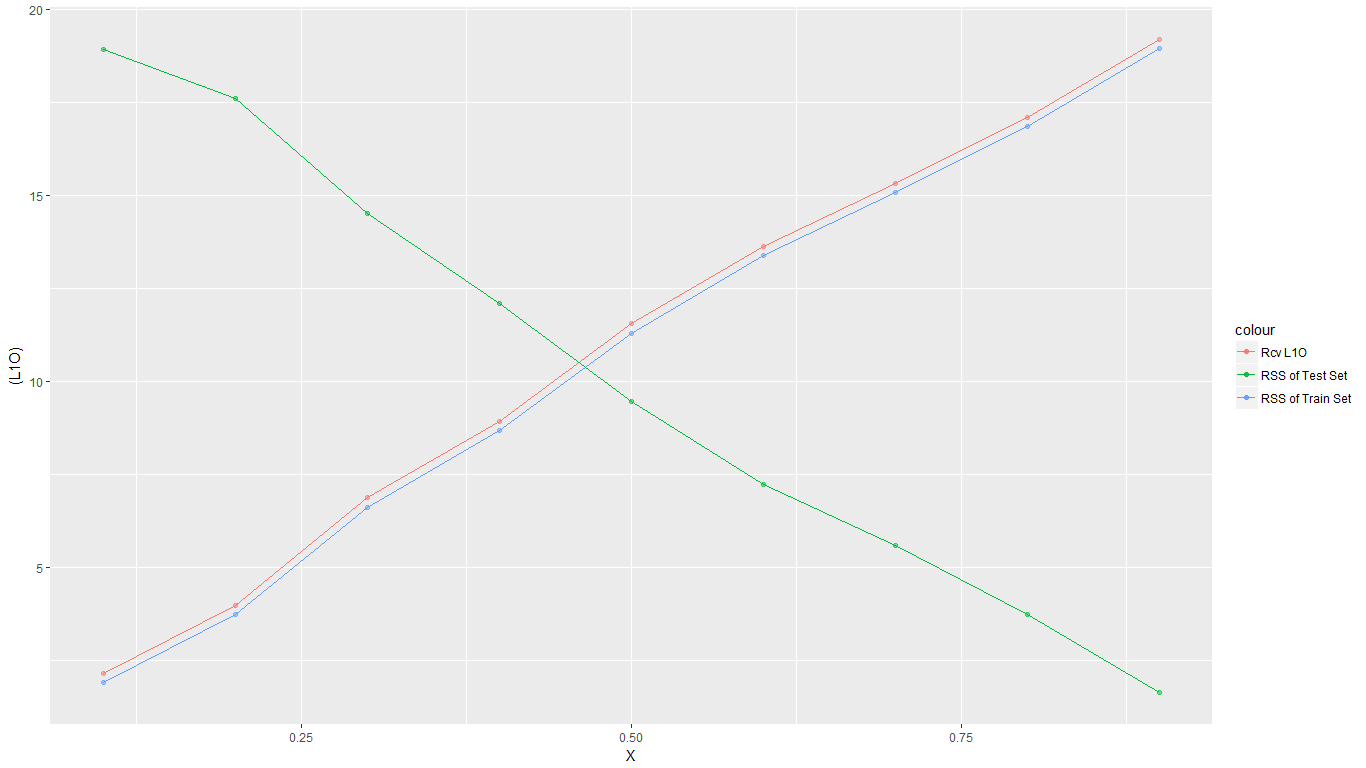 20
15
10
5
(L1O)
0.25
0.50
0.75
X
colour
Rcv L1O
RSS of Test Set
RSS of Train Set